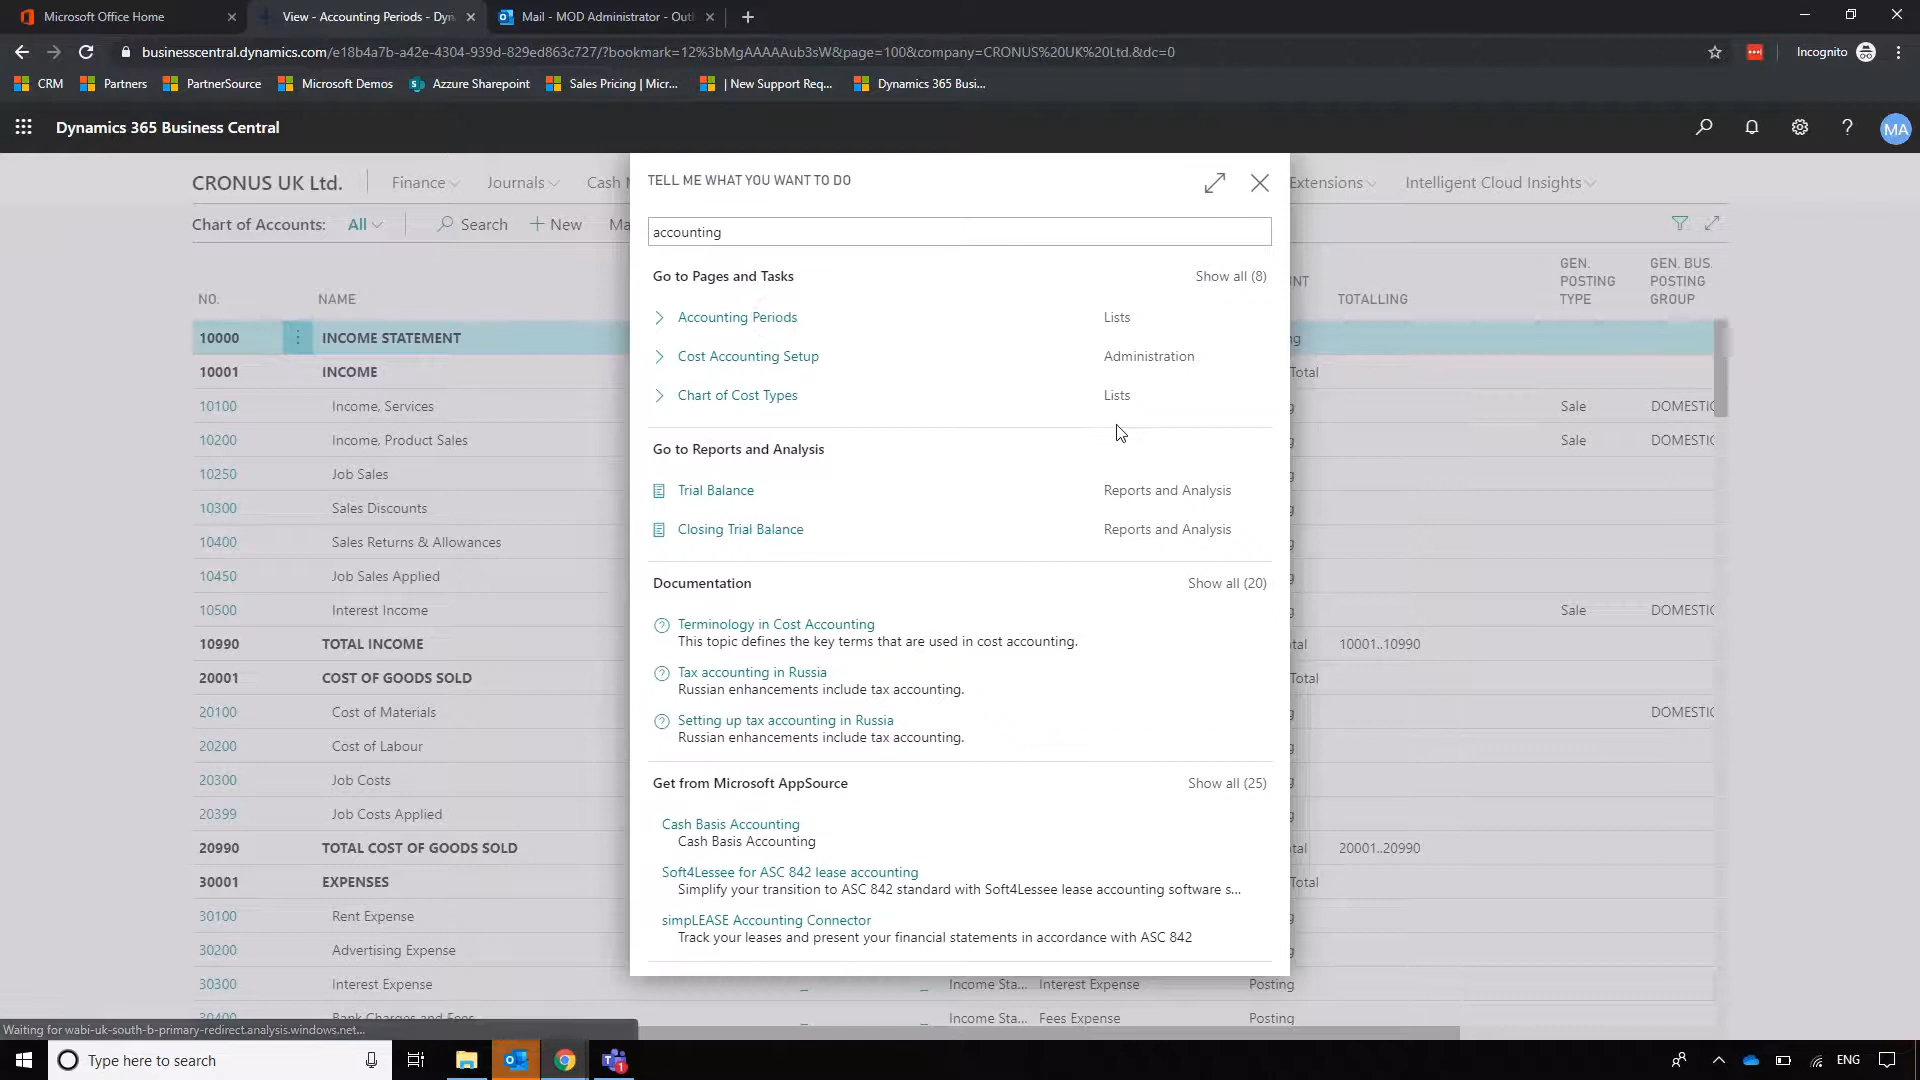 Microsoft Office Home
View - Accounting Periods - Dyn
Mail - MOD Administrator - Outl
businesscentral.dynamics.com/e18b4a7b-a42e-4304-939d-829ed863c727/?bookmark=12%3bMgAAAAAub3sW&page=100&company=CRONUS%20UK%20Ltd.&dc=0
Incognito
CRM
Partners
PartnerSource
Microsoft Demos
Azzure Sharepoint
Sales Pricing | Micr...
| New Support Req...
Dynamics 365 Busi...
Dynamics 365 Business Central
MA
CRONUS UK Ltd.
Finance
Journals
Cash
Extensions
Intelligent Cloud Insights
Chart of Accounts:
All
Search
New
Ma
TELL ME WHAT YOU WANT TO DO
accounting
Go to Pages and Tasks
Show all (8)
Accounting Periods
Lists
Cost Accounting Setup
Administration
Chart of Cost Types
Lists
Go to Reports and Analysis
Trial Balance
Reports and Analysis
Closing Trial Balance
Reports and Analysis
Documentation
Show all (20)
Terminology in Cost Accounting
This topic defines the key terms that are used in cost accounting.
Tax accounting in Russia
Russian enhancements include tax accounting.
Setting up tax accounting in Russia
Russian enhancements include tax accounting.
Get from Microsoft AppSource
Show all (25)
Cash Basis Accounting
Cash Basis Accounting
Soft4Lessee for ASC 842 lease accounting
Simplify your transition to ASC 842 standard with Soft4Lessee lease accounting software s...
simpLEASE Accounting Connector
Track your leases and present your financial statements in accordance with ASC 842
NO.
NAME
NT
TOTALLING
GEN.
POSTING
TYPE
GEN. BUS.
POSTING
GROUP
10000 INCOME STATEMENT ng
10001 INCOME Total
10100 Income, Services g Sale DOMESTIC
10200 Income, Product Sales g Sale DOMESTIC
10250 Job Sales g
10300 Sales Discounts g
10400 Sales Returns & Allowances g
10450 Job Sales Applied g
10500 Interest Income g Sale DOMESTIC
10990 TOTAL INCOME tal 10001..10990
20001 COST OF GOODS SOLD Total
20100 Cost of Materials g DOMESTIC
20200 Cost of Labour g
20300 Job Costs g
20399 Job Costs Applied g
20990 TOTAL COST OF GOODS SOLD tal 20001..20990
30001 EXPENSES Total
30100 Rent Expense g
30200 Advertising Expense g
30300 Interest Expense _ _ Income Sta... Interest Expense Posting
30400 Bank Charges and Fees Income Sta... Fees Expense Posting
Waiting for wabi-uk-south-b-primary-redirect.analysis.windows.net...
Type here to search
1
ENG